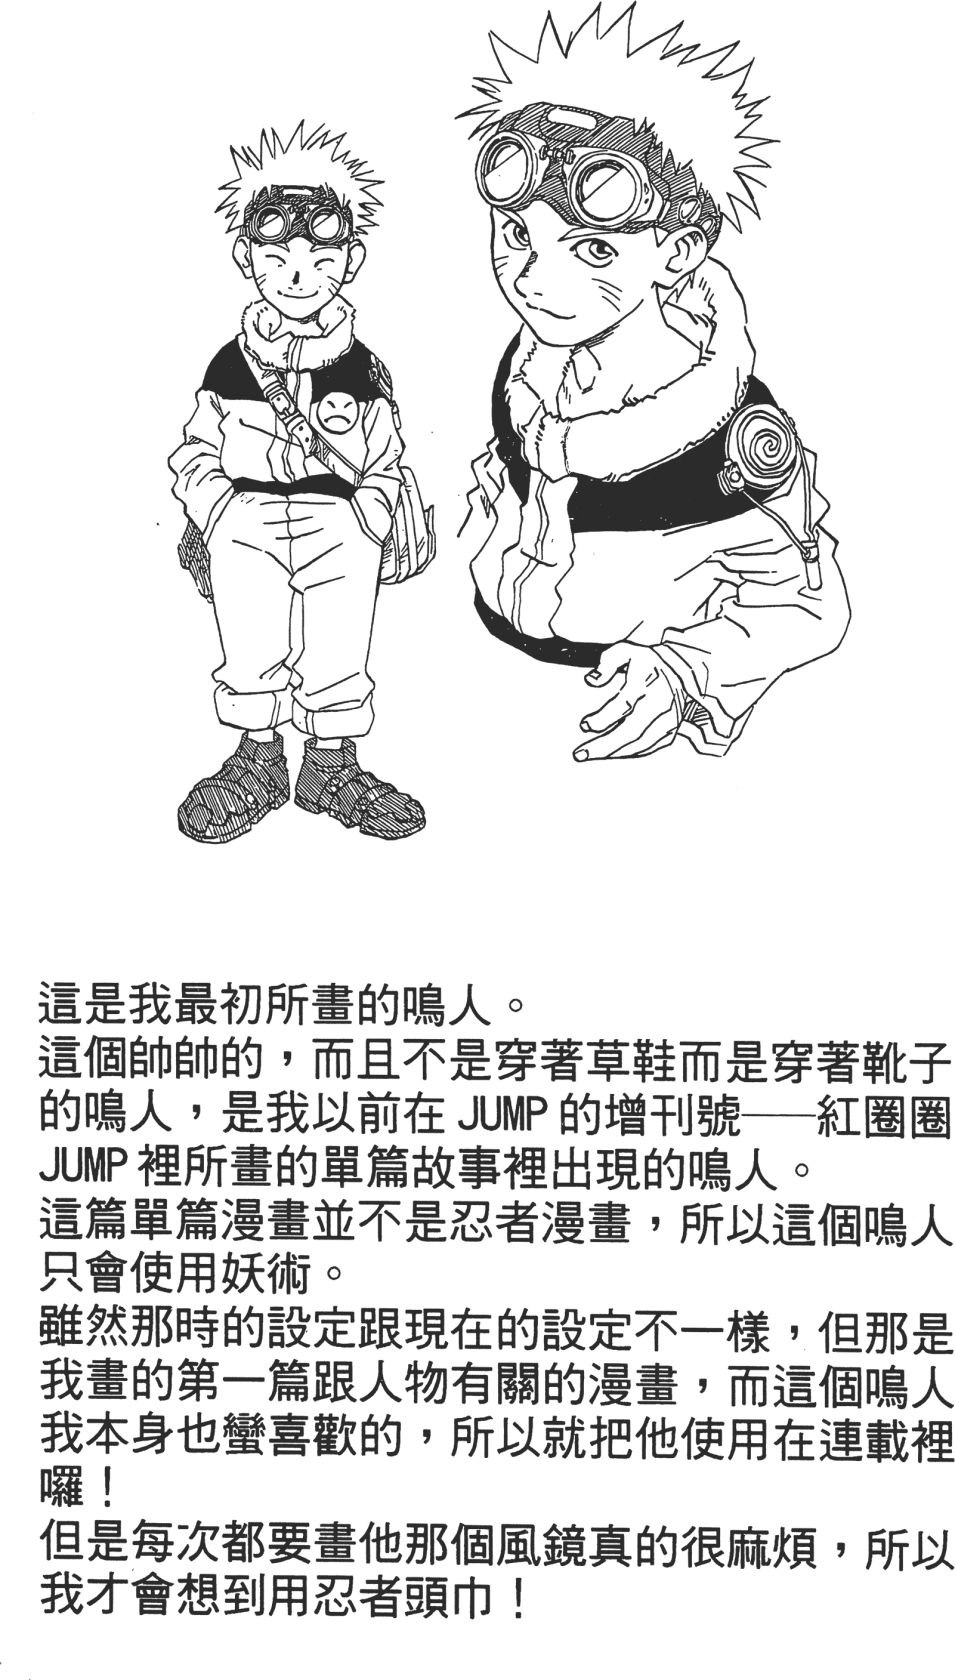 這是我最初所畫的鳴人。
這個帥帥的，而且不是穿著草鞋而是穿著靴子
的鳴人，是我以前在 JUMP 的增刊號——紅圈圈
JUMP 裡所畫的單篇故事裡出現的鳴人。
這篇單篇漫畫並不是忍者漫畫，所以這個鳴人
只會使用妖術。
雖然那時的設定跟現在的設定不一樣，但那是
我畫的第一篇跟人物有關的漫畫，而這個鳴人
我本身也蠻喜歡的，所以就把他使用在連載裡
囉！
但是每次都要畫他那個風鏡真的很麻煩，所以
我才會想到用忍者頭巾！